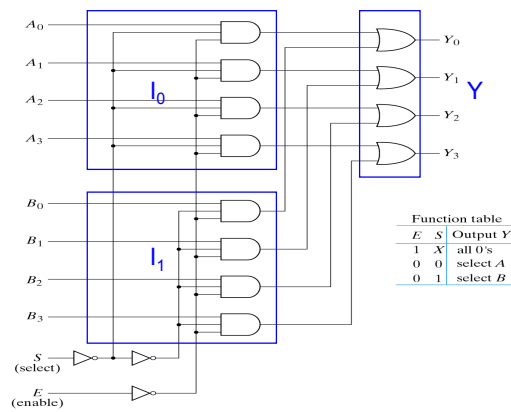 A0
A1
A2
A3
I0
Y0
Y1
Y2
Y3
Y
B0
B1
B2
B3
I1
S
(select)
E
(enable)
Function table
E S Output Y
1 X all 0's
0 0 select A
0 1 select B